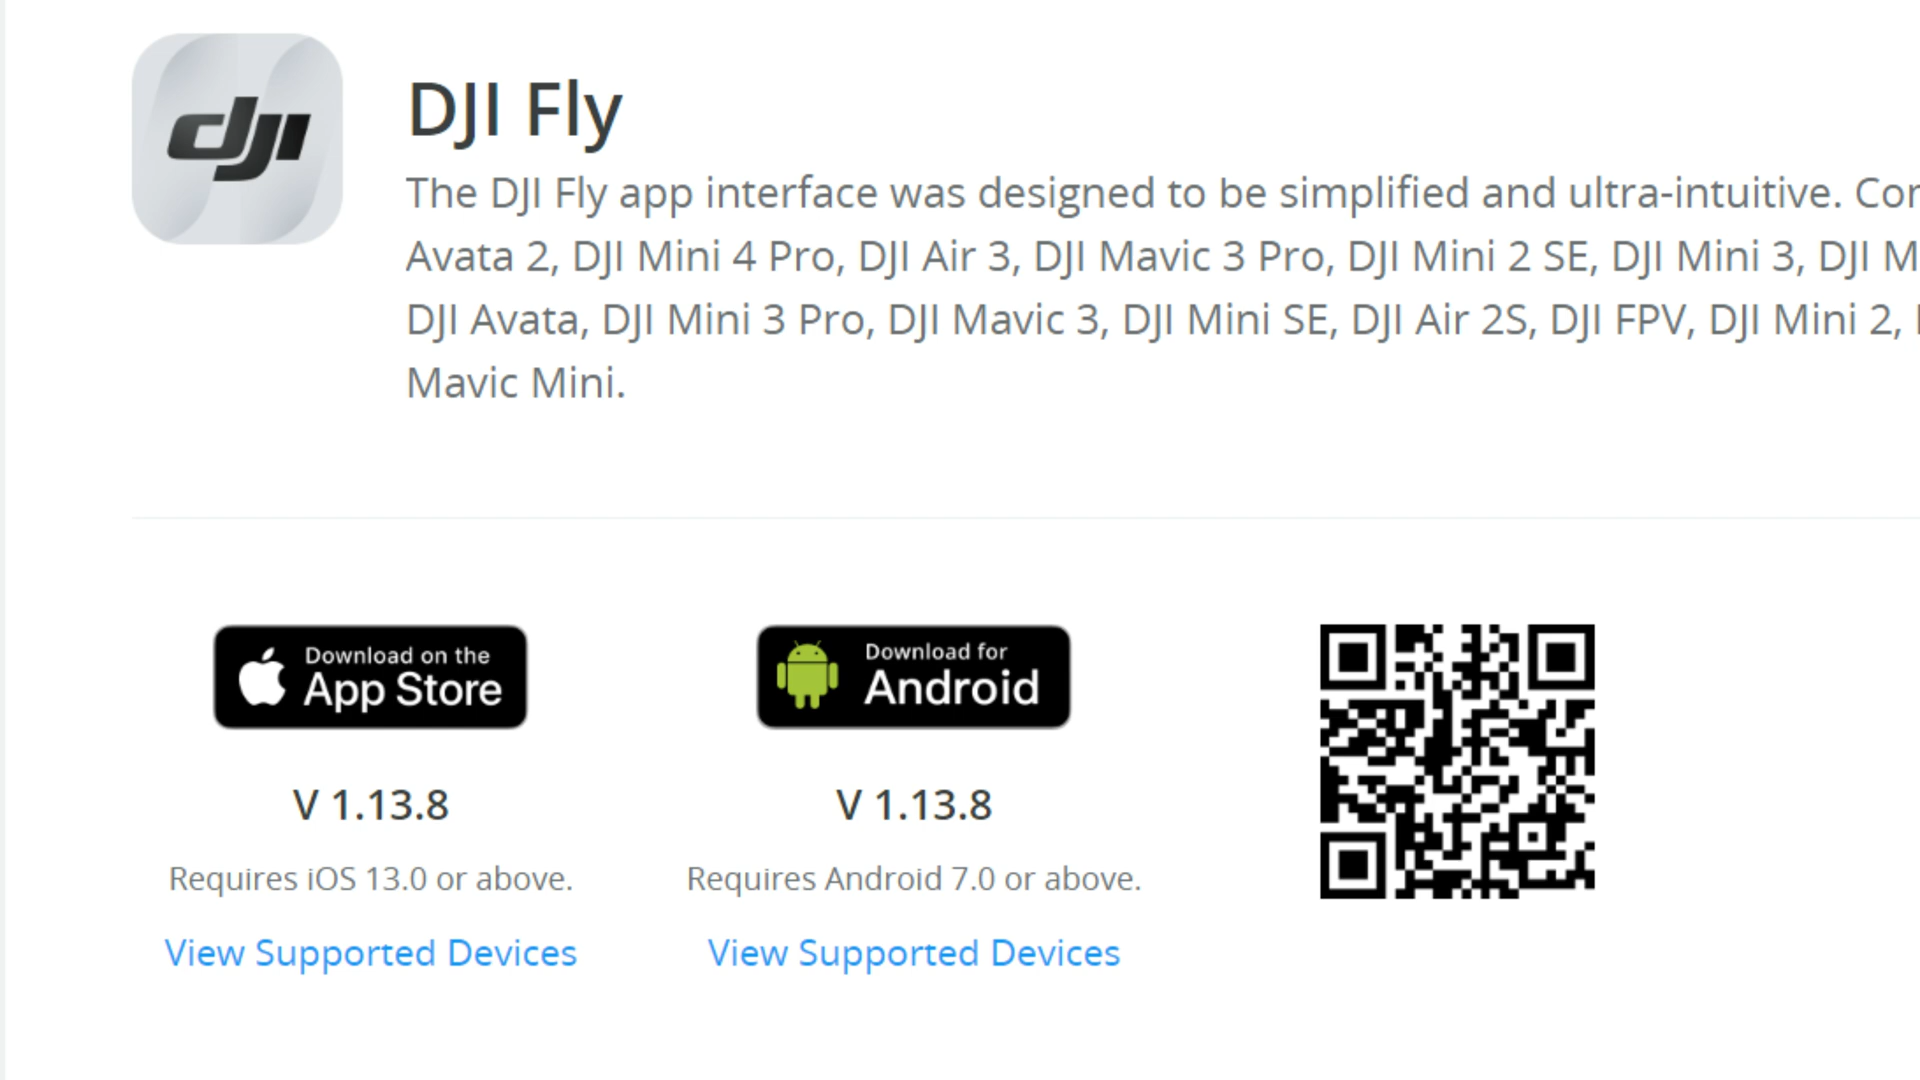 dji
DJI Fly
The DJI Fly app interface was designed to be simplified and ultra-intuitive.
Avata 2, DJI Mini 4 Pro, DJI Air 3, DJI Mavic 3 Pro, DJI Mini 2 SE, DJI Mini 3, DJI
DJI Avata, DJI Mini 3 Pro, DJI Mavic 3, DJI Mini SE, DJI Air 2S, DJI FPV, DJI Mini 2,
Mavic Mini.
Download on the
App Store
Download for
Android
V 1.13.8
V 1.13.8
Requires iOS 13.0 or above.
Requires Android 7.0 or above.
View Supported Devices
View Supported Devices